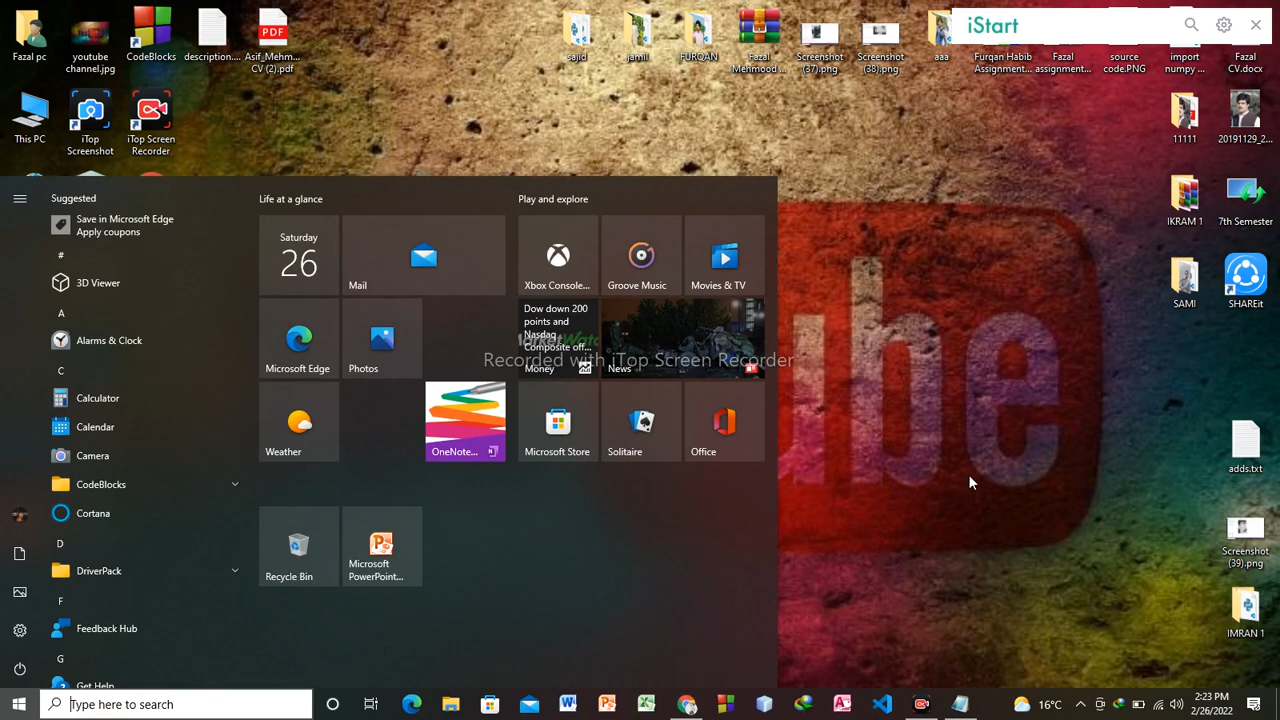 Fazal pc
youtube
channel.jpg
CodeBlocks
description....
PDF
Asif_Mehm...
CV (2).pdf
sajid
jamil
FURQAN
Fazal
Mehmood ...
Screenshot
(37).png
Screenshot
(38).png
aaa
iStart
Furqan Habib
Assignment...
Fazal
assignment...
source
code.PNG
import
numpy ...
Fazal
CV.docx
This PC
iTop
Screenshot
iTop Screen
Recorder
11111
20191129_2...
IKRAM 1
7th Semester
SAMI
SHAREit
adds.txt
Screenshot
(39).png
IMRAN 1
Suggested
Save in Microsoft Edge
Apply coupons
#
3D Viewer
A
Alarms & Clock
C
Calculator
Calendar
Camera
CodeBlocks
Cortana
D
DriverPack
F
Feedback Hub
G
Get Help
Life at a glance
Saturday
26
Mail
Microsoft Edge
Photos
Weather
OneNote...
Recycle Bin
Microsoft
PowerPoint...
Play and explore
Xbox Console...
Groove Music
Movies & TV
Dow down 200
points and
Nasdaq
Composite off...
Money
News
Microsoft Store
Solitaire
Office
Recorded with iTop Screen Recorder
ube
Type here to search
16°C
2:23 PM
2/26/2022